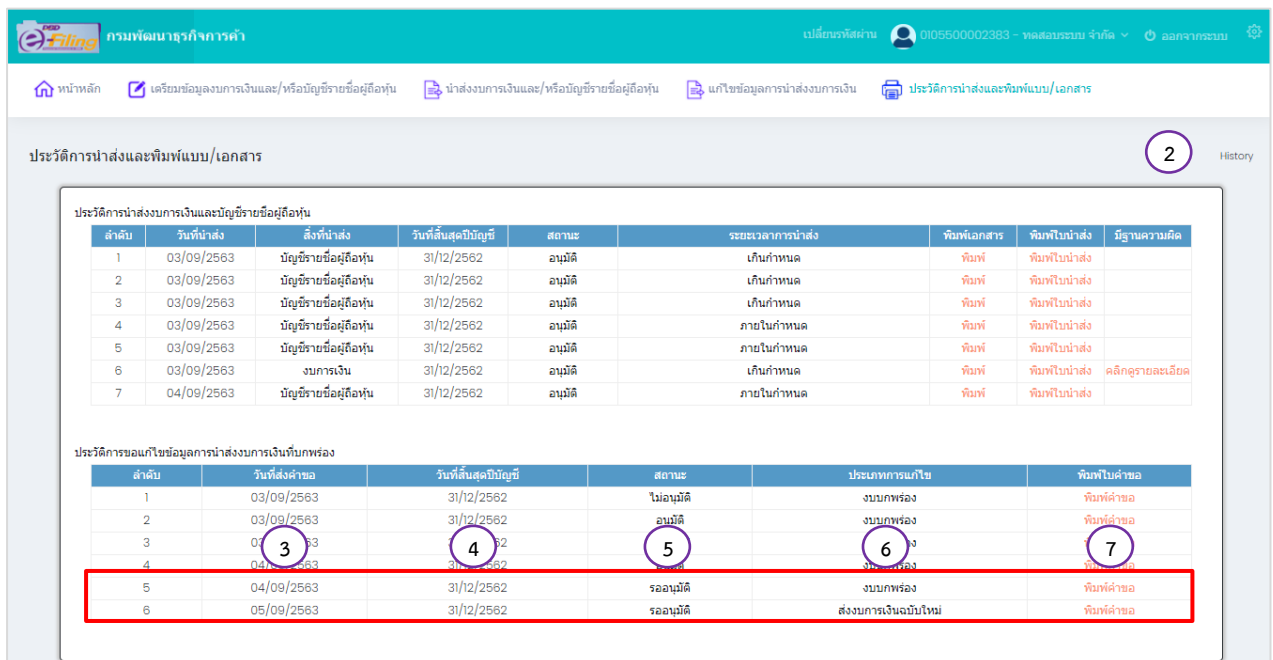 DBD e-Filing กรมพัฒนาธุรกิจการค้า เปลี่ยนรหัสผ่าน 0105500002383 - ทดสอบระบบ จำกัด ออกจากระบบ
หน้าหลัก เตรียมข้อมูลงบการเงินและ/หรือบัญชีรายชื่อผู้ถือหุ้น นำส่งงบการเงินและ/หรือบัญชีรายชื่อผู้ถือหุ้น แก้ไขข้อมูลการนำส่งงบการเงิน ประวัติการนำส่งและพิมพ์แบบ/เอกสาร
ประวัติการนำส่งและพิมพ์แบบ/เอกสาร 2 History
ประวัติการนำส่งงบการเงินและบัญชีรายชื่อผู้ถือหุ้น
ลำดับ วันที่นำส่ง สิ่งที่นำส่ง วันที่สิ้นสุดปีบัญชี สถานะ ระยะเวลาการนำส่ง พิมพ์เอกสาร พิมพ์ใบนำส่ง มีฐานความผิด
1 03/09/2563 บัญชีรายชื่อผู้ถือหุ้น 31/12/2562 อนุมัติ เกินกำหนด พิมพ์ พิมพ์ใบนำส่ง
2 03/09/2563 บัญชีรายชื่อผู้ถือหุ้น 31/12/2562 อนุมัติ เกินกำหนด พิมพ์ พิมพ์ใบนำส่ง
3 03/09/2563 บัญชีรายชื่อผู้ถือหุ้น 31/12/2562 อนุมัติ เกินกำหนด พิมพ์ พิมพ์ใบนำส่ง
4 03/09/2563 บัญชีรายชื่อผู้ถือหุ้น 31/12/2562 อนุมัติ ภายในกำหนด พิมพ์ พิมพ์ใบนำส่ง
5 03/09/2563 บัญชีรายชื่อผู้ถือหุ้น 31/12/2562 อนุมัติ ภายในกำหนด พิมพ์ พิมพ์ใบนำส่ง
6 03/09/2563 งบการเงิน 31/12/2562 อนุมัติ เกินกำหนด พิมพ์ พิมพ์ใบนำส่ง คลิกดูรายละเอียด
7 04/09/2563 บัญชีรายชื่อผู้ถือหุ้น 31/12/2562 อนุมัติ ภายในกำหนด พิมพ์ พิมพ์ใบนำส่ง
ประวัติการขอแก้ไขข้อมูลการนำส่งงบการเงินที่บกพร่อง
ลำดับ วันที่ส่งคำขอ วันที่สิ้นสุดปีบัญชี สถานะ ประเภทการแก้ไข พิมพ์ใบคำขอ
1 03/09/2563 31/12/2562 ไม่อนุมัติ งบบกพร่อง พิมพ์คำขอ
2 03/09/2563 31/12/2562 อนุมัติ งบบกพร่อง พิมพ์คำขอ
3 3 4 5 6 7
4
5 04/09/2563 31/12/2562 รออนุมัติ งบบกพร่อง พิมพ์คำขอ
6 05/09/2563 31/12/2562 รออนุมัติ ส่งงบการเงินฉบับใหม่ พิมพ์คำขอ